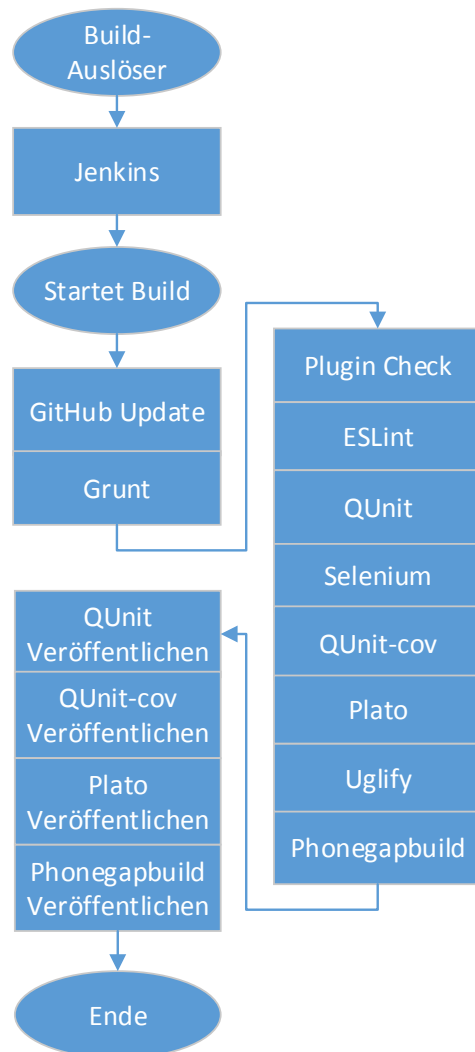 Build-
Auslöser
Jenkins
Startet Build
GitHub Update
Grunt
Plugin Check
ESLint
QUnit
Selenium
QUnit-cov
Plato
Uglify
Phonegapbuild
QUnit
Veröffentlichen
QUnit-cov
Veröffentlichen
Plato
Veröffentlichen
Phonegapbuild
Veröffentlichen
Ende